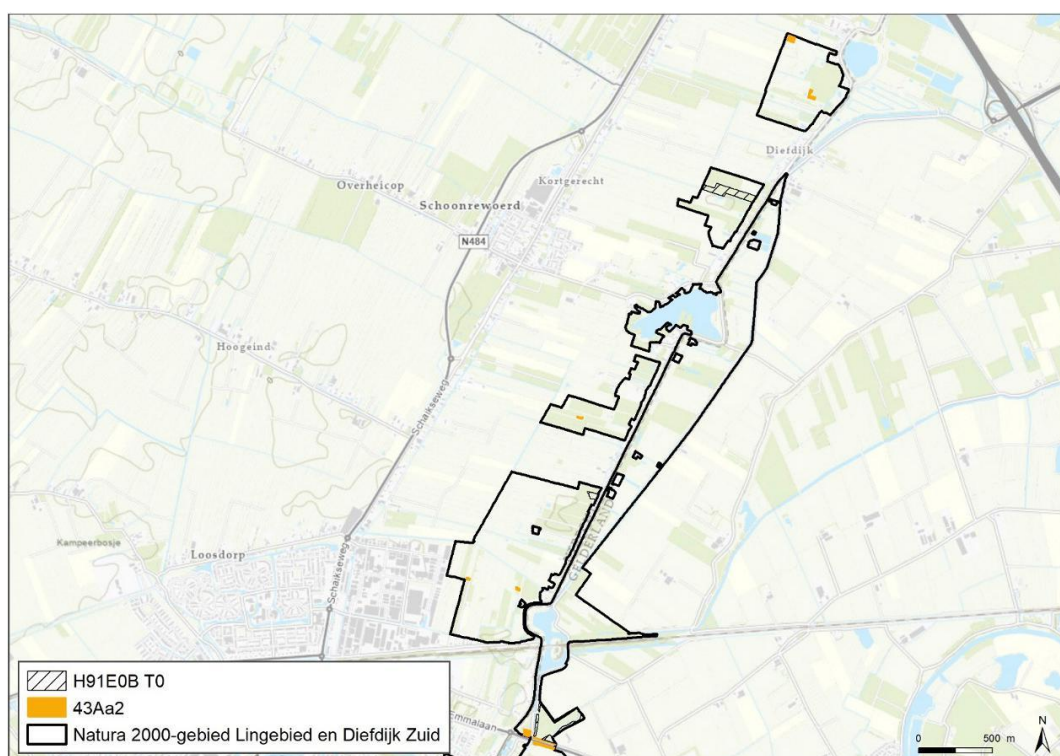 Diefdijk
Overheicop
Kortgerecht
Schoonrewoerd
N484
Hoogeind
Schaikseweg
GELDERLAND
Kampeerbosje
Loosdorp
Schaikseweg
Emmalaan
H91E0B T0
43Aa2
Natura 2000-gebied Lingebied en Diefdijk Zuid
0 500 m
N